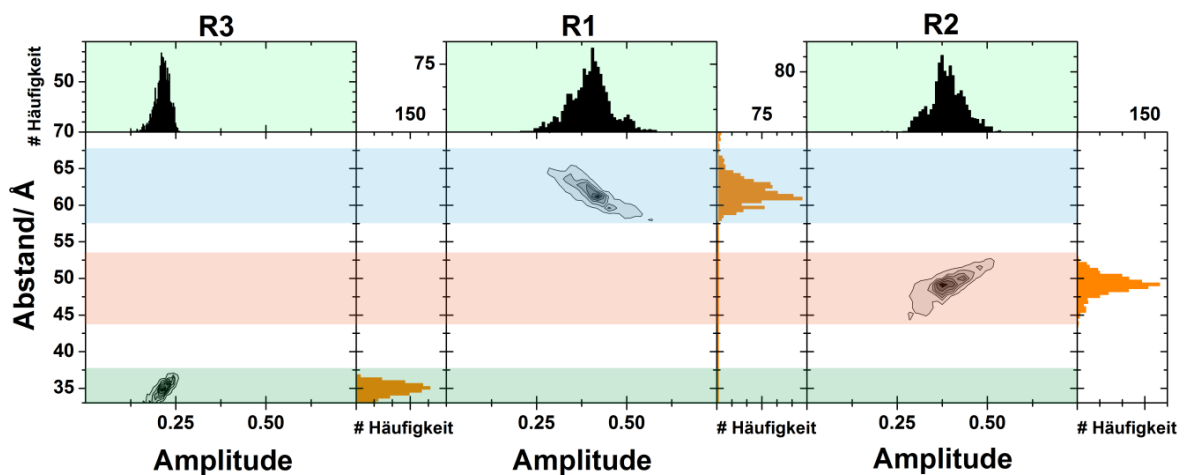 R3 R1 R2
# Häufigkeit
50
70
150
75
75
80
150
Abstand/ Å
65
60
55
50
45
40
35
0.25 0.50 # Häufigkeit 0.25 0.50 # Häufigkeit 0.25 0.50 # Häufigkeit
Amplitude Amplitude Amplitude